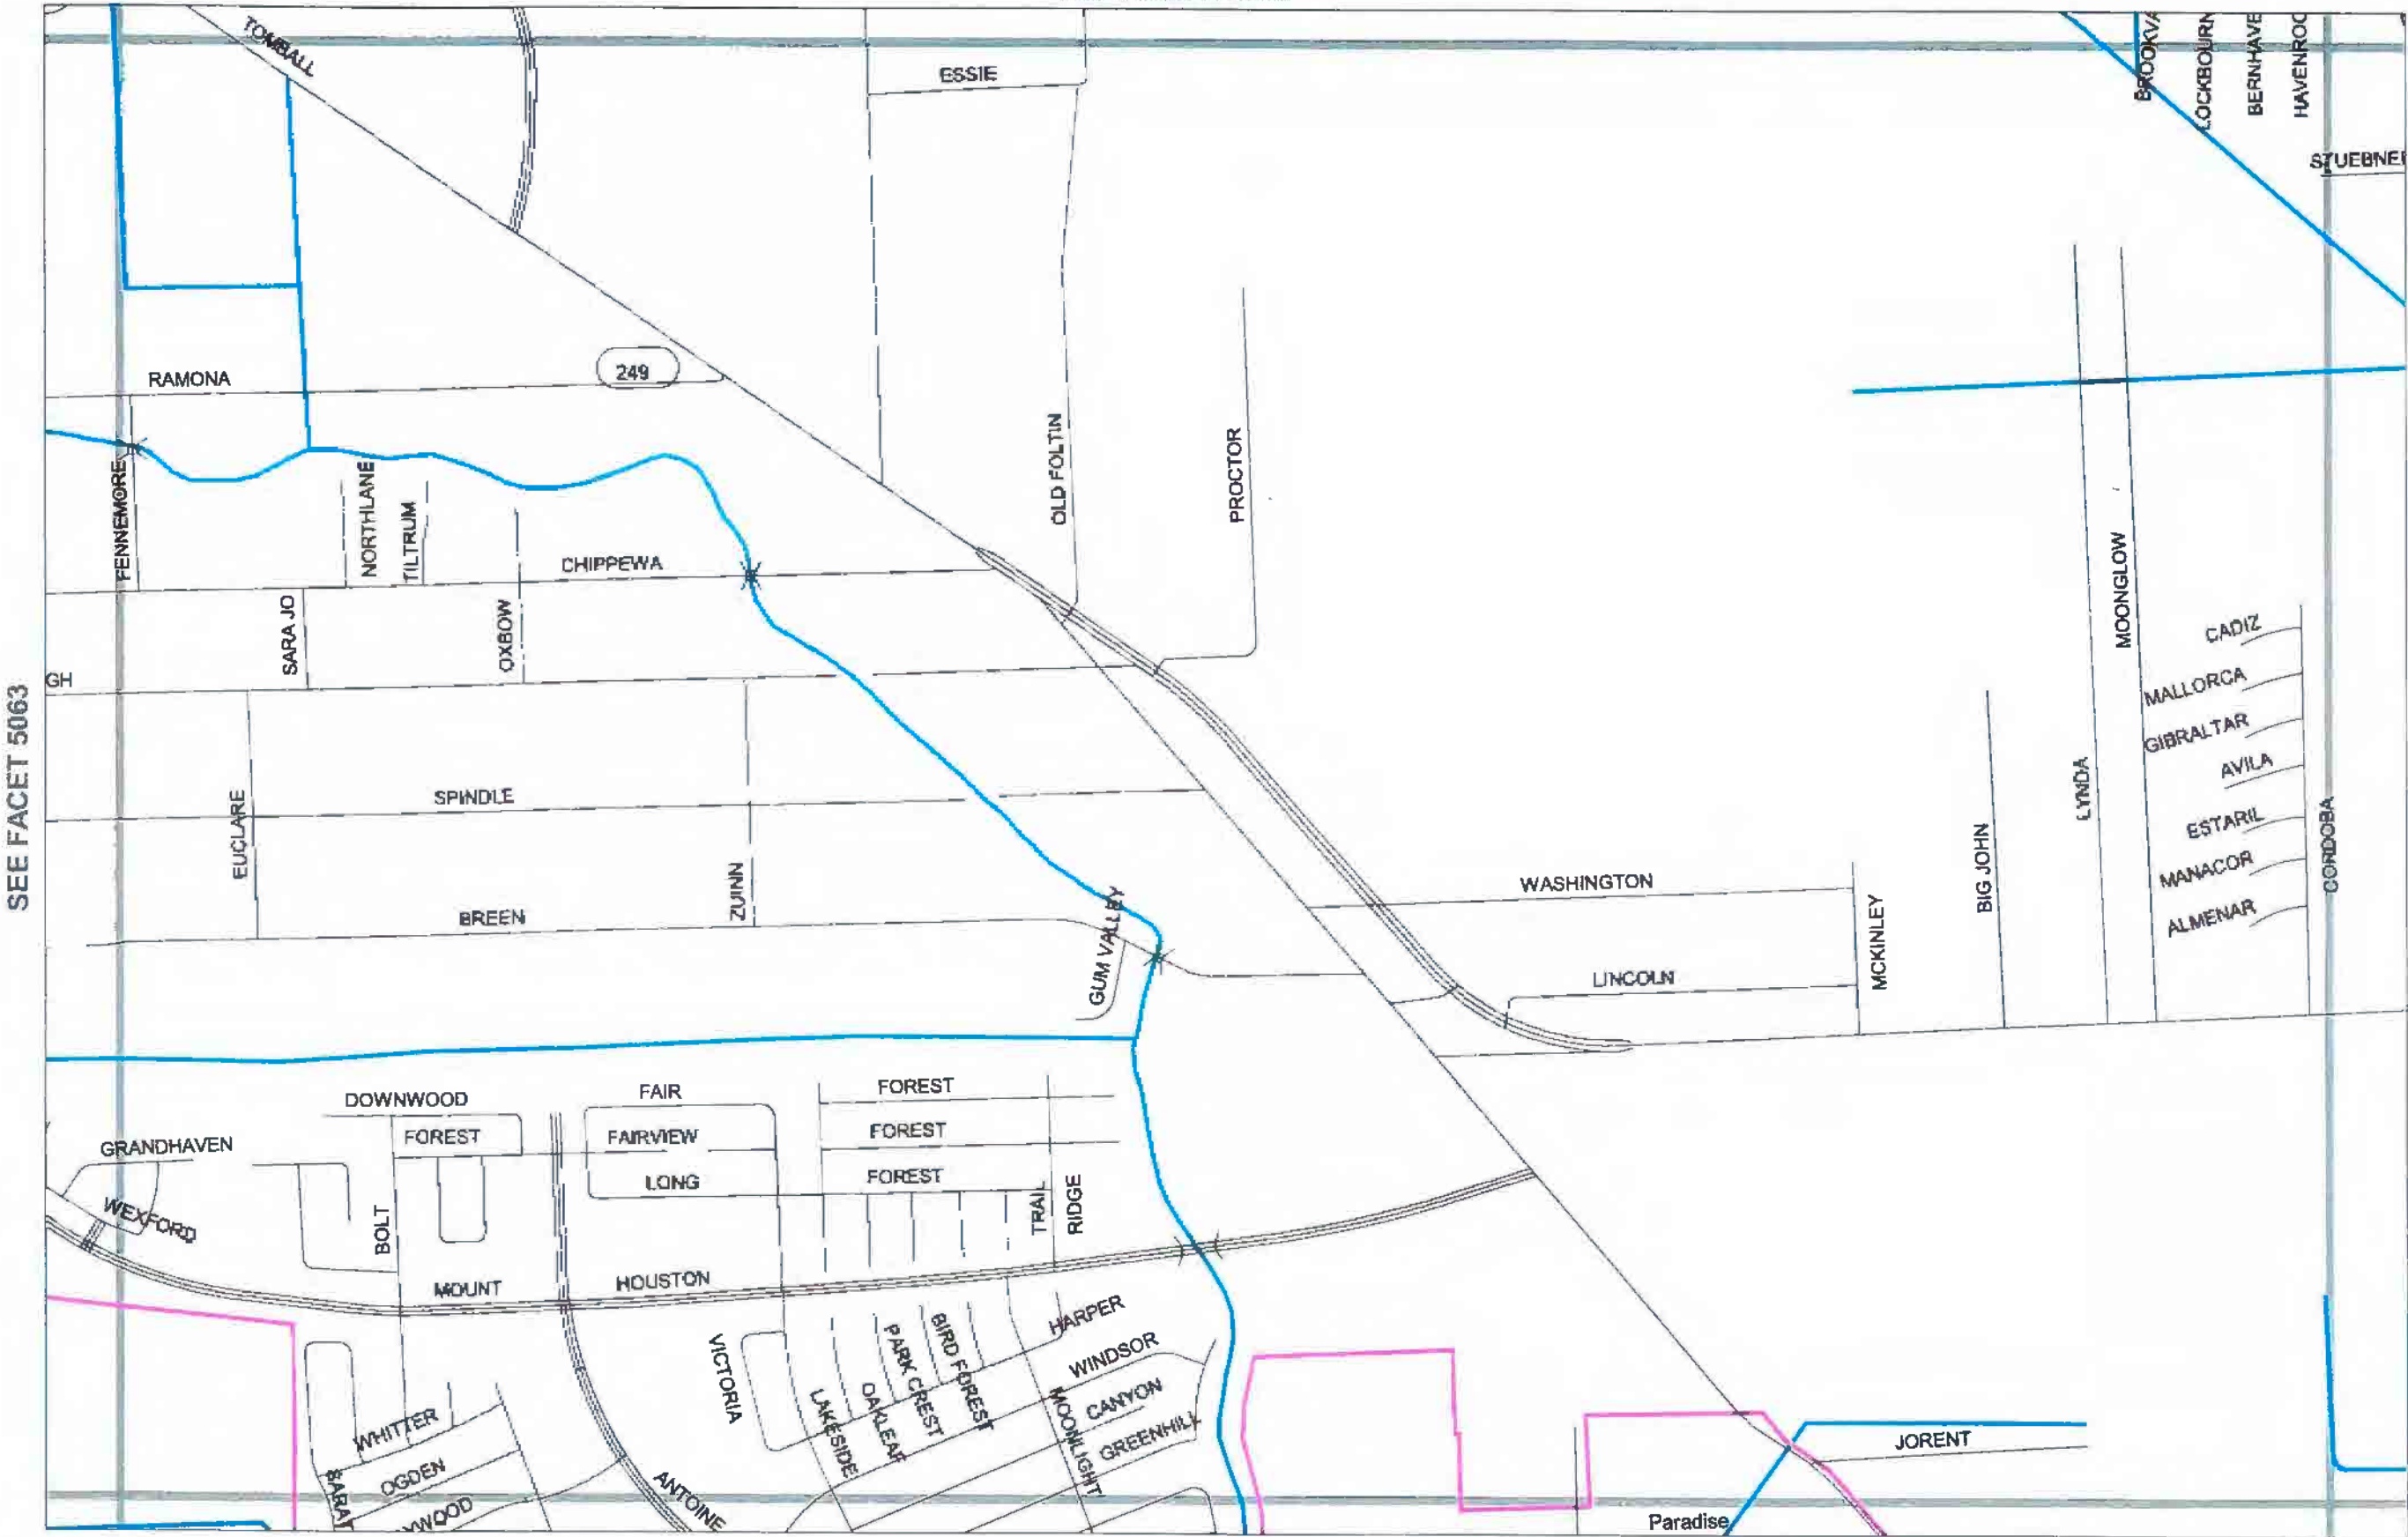 TOMBALL
ESSIE
LOCKBOURN
BERNHAVE
HAVENROC
STUEBNE
249
RAMONA
OLD FOLTIN
PROCTOR
FENNEMORE
NORTHLANE
TILTRUM
CHIPPEWA
SARA JO
OXBOW
MOONGLOW
CADIZ
GH
SEE FACET 5063
MALLORCA
GIBRALTAR
AVILA
LYNDA
SPINDLE
EUCLARE
ESTARIL
CORDOBA
BIG JOHN
MANACOR
WASHINGTON
ZUINN
BREEN
ALMENAR
GUM VALLEY
MCKINLEY
LINCOLN
DOWNWOOD
FAIR
FOREST
GRANDHAVEN
FOREST
FAIRVIEW
FOREST
LONG
FOREST
TRAIL
RIDGE
WEXFORD
BOLT
MOUNT
HOUSTON
HARPER
VICTORIA
PARK CREST
BIRD FOREST
WINDSOR
LAKESIDE
OAKLEAF
MOONLIGHT
CANYON
GREENHILL
WHITTER
OGDEN
SARAT
YWOOD
ANTOINE
JORENT
Paradise